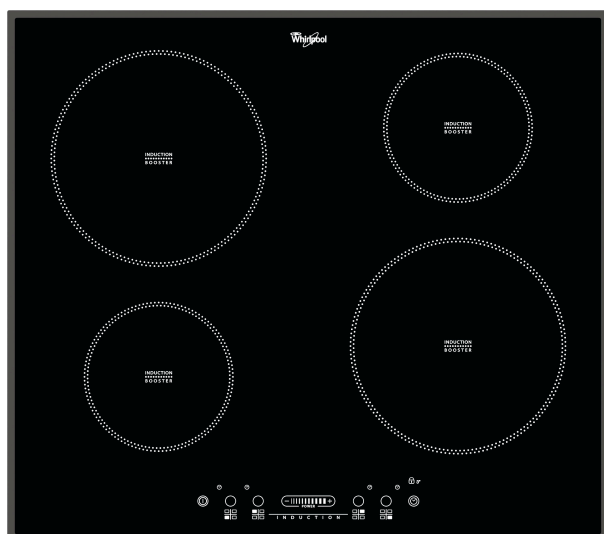 Whirlpool
INDUCTION
BOOSTER
INDUCTION
BOOSTER
INDUCTION
BOOSTER
INDUCTION
BOOSTER
POWER
INDUCTION